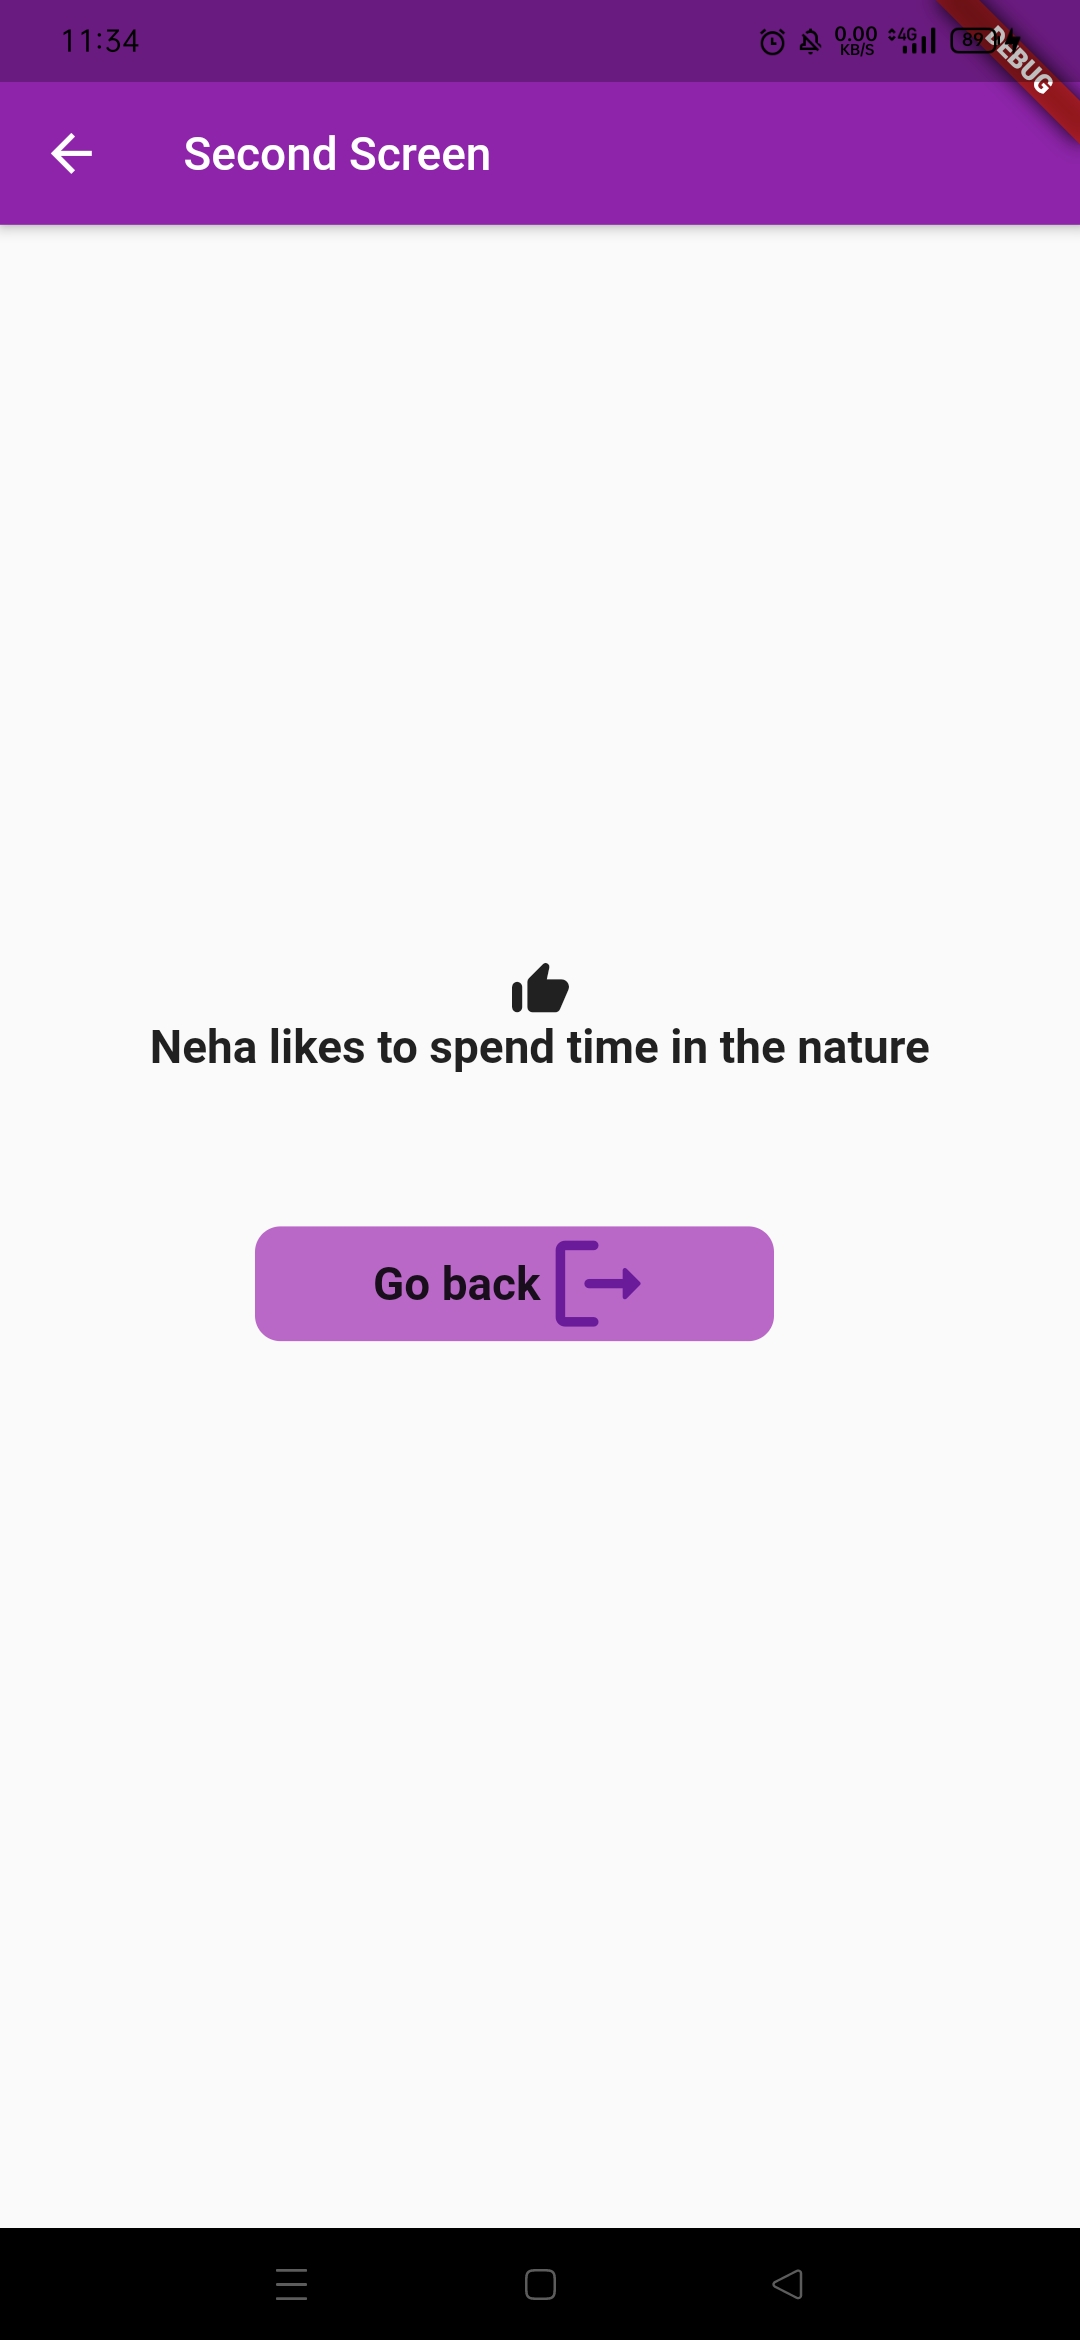 11:34
0.00
KB/S
4G
89
DEBUG
Second Screen
Neha likes to spend time in the nature
Go back